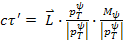 cτ′ = L⃗ · p⃗_T^ψ / |p⃗_T^ψ| · M_ψ / |p⃗_T^ψ|